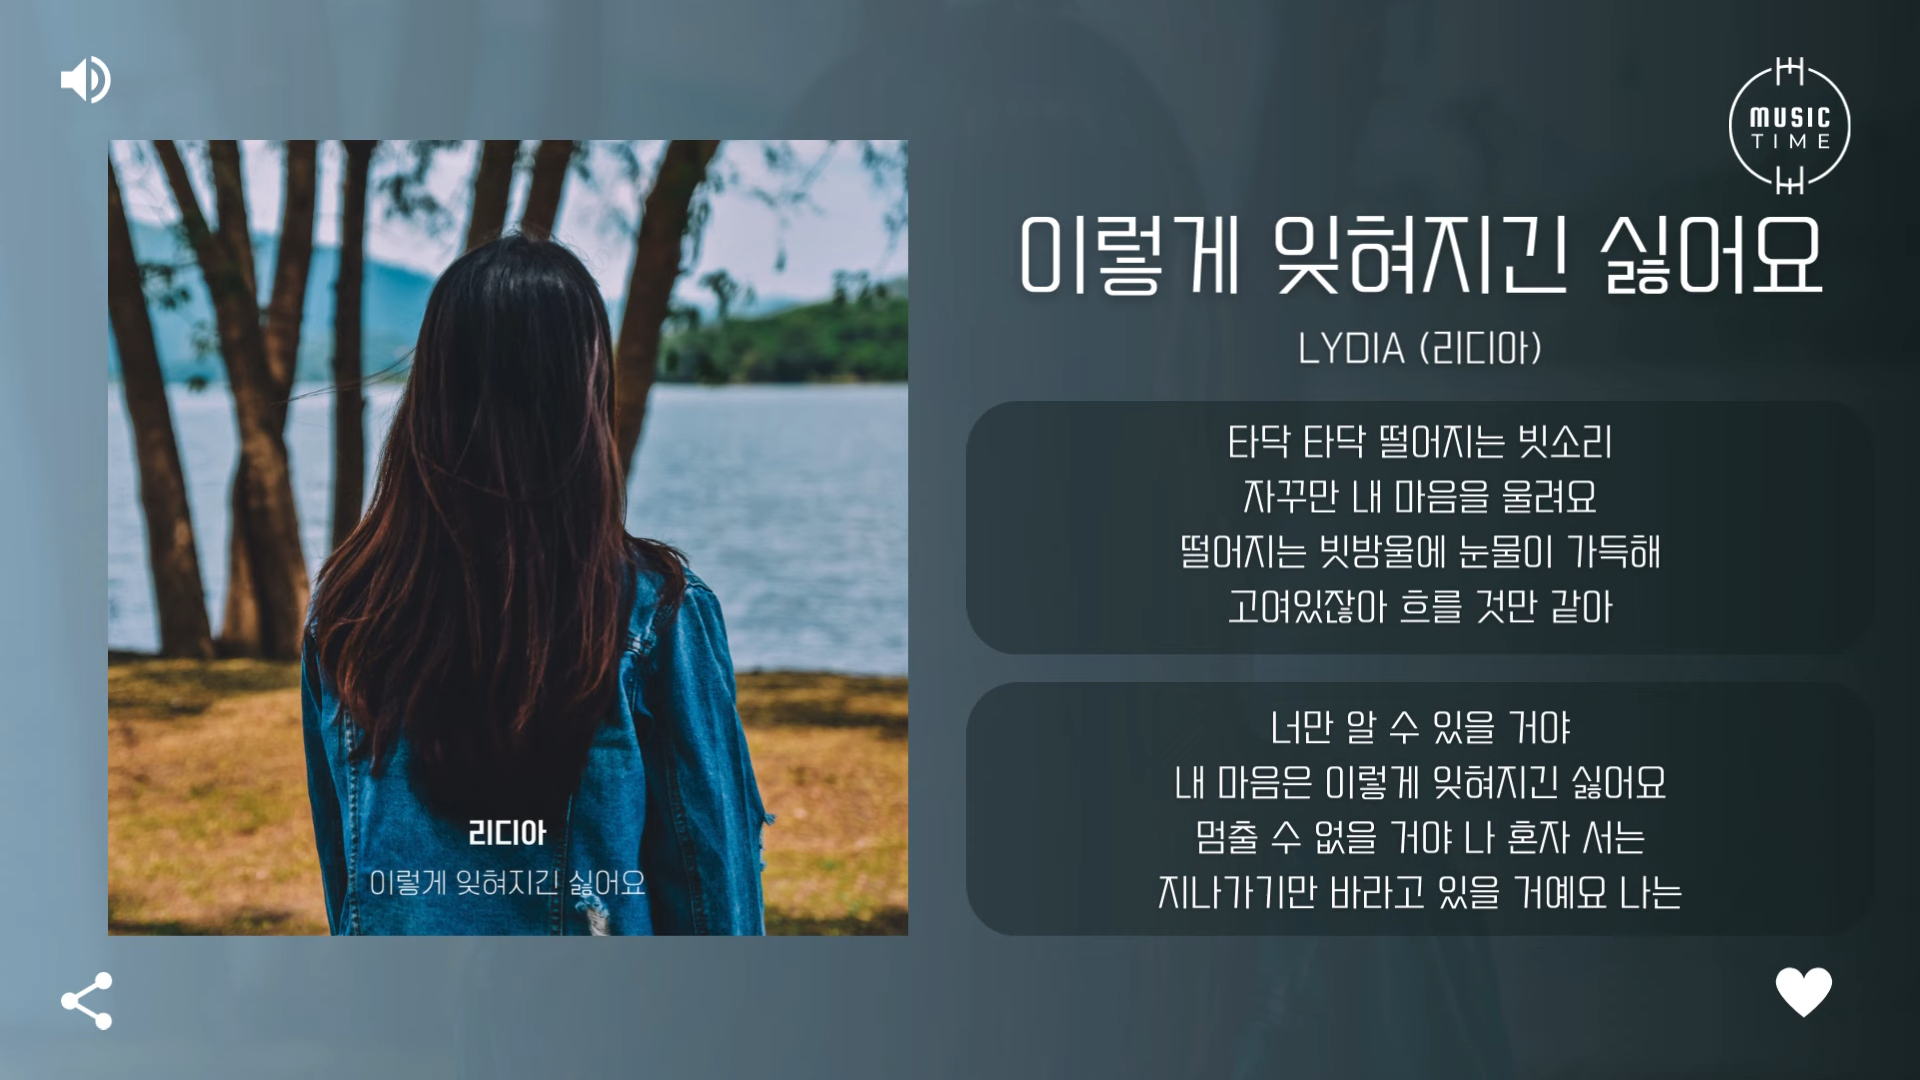 MUSIC
TIME
이렇게 잊혀지긴 싫어요
LYDIA (리디아)
타닥 타닥 떨어지는 빗소리
자꾸만 내 마음을 울려요
떨어지는 빗방울에 눈물이 가득해
고여있잖아 흐를 것만 같아
너만 알 수 있을 거야
내 마음은 이렇게 잊혀지긴 싫어요
멈출 수 없을 거야 나 혼자 서는
지나가기만 바라고 있을 거예요 나는
리디아
이렇게 잊혀지긴 싫어요